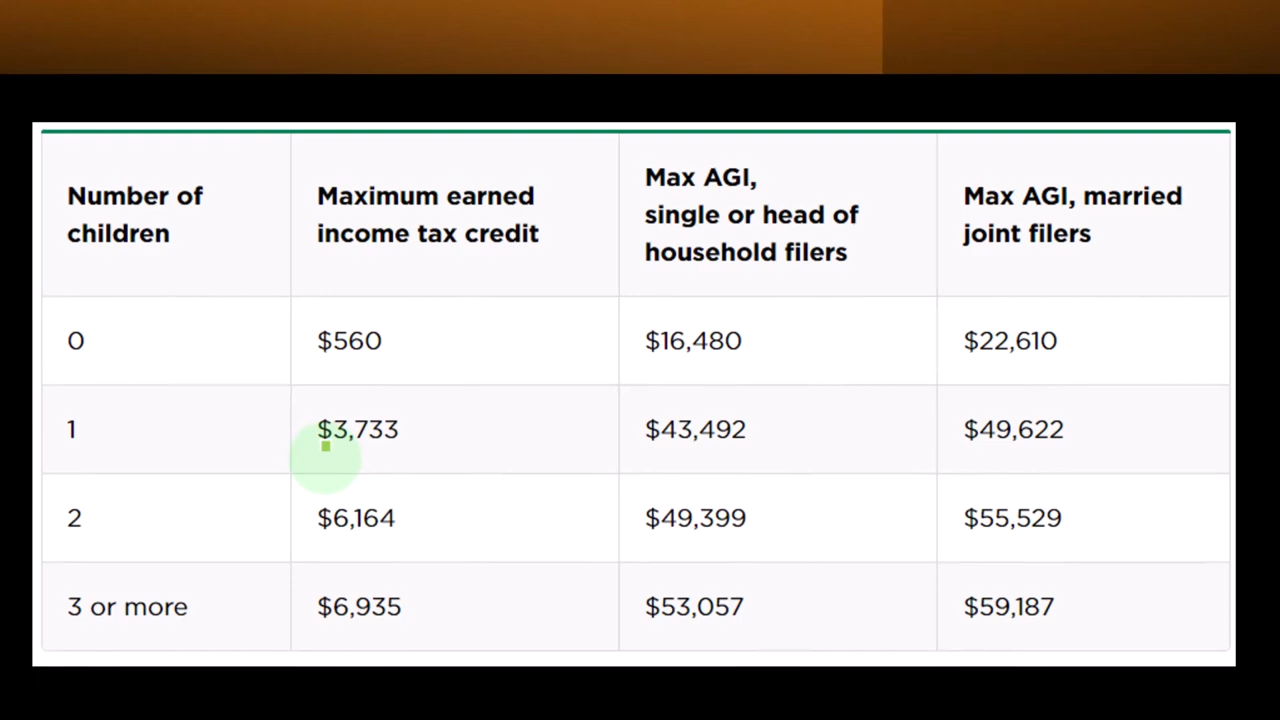 Number of
children
Maximum earned
income tax credit
Max AGI,
single or head of
household filers
Max AGI, married
joint filers
0
$560
$16,480
$22,610
1
$3,733
$43,492
$49,622
2
$6,164
$49,399
$55,529
3 or more
$6,935
$53,057
$59,187